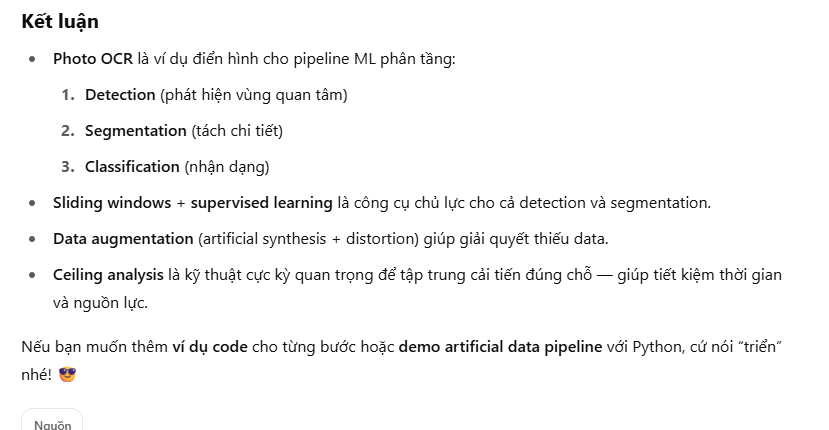 Kết luận
• Photo OCR là ví dụ điển hình cho pipeline ML phân tầng:
1. Detection (phát hiện vùng quan tâm)
2. Segmentation (tách chi tiết)
3. Classification (nhận dạng)
• Sliding windows + supervised learning là công cụ chủ lực cho cả detection và segmentation.
• Data augmentation (artificial synthesis + distortion) giúp giải quyết thiếu data.
• Ceiling analysis là kỹ thuật cực kỳ quan trọng để tập trung cải tiến đúng chỗ — giúp tiết kiệm thời gian
và nguồn lực.
Nếu bạn muốn thêm ví dụ code cho từng bước hoặc demo artificial data pipeline với Python, cứ nói “triển”
nhé! 😎
Nguồn